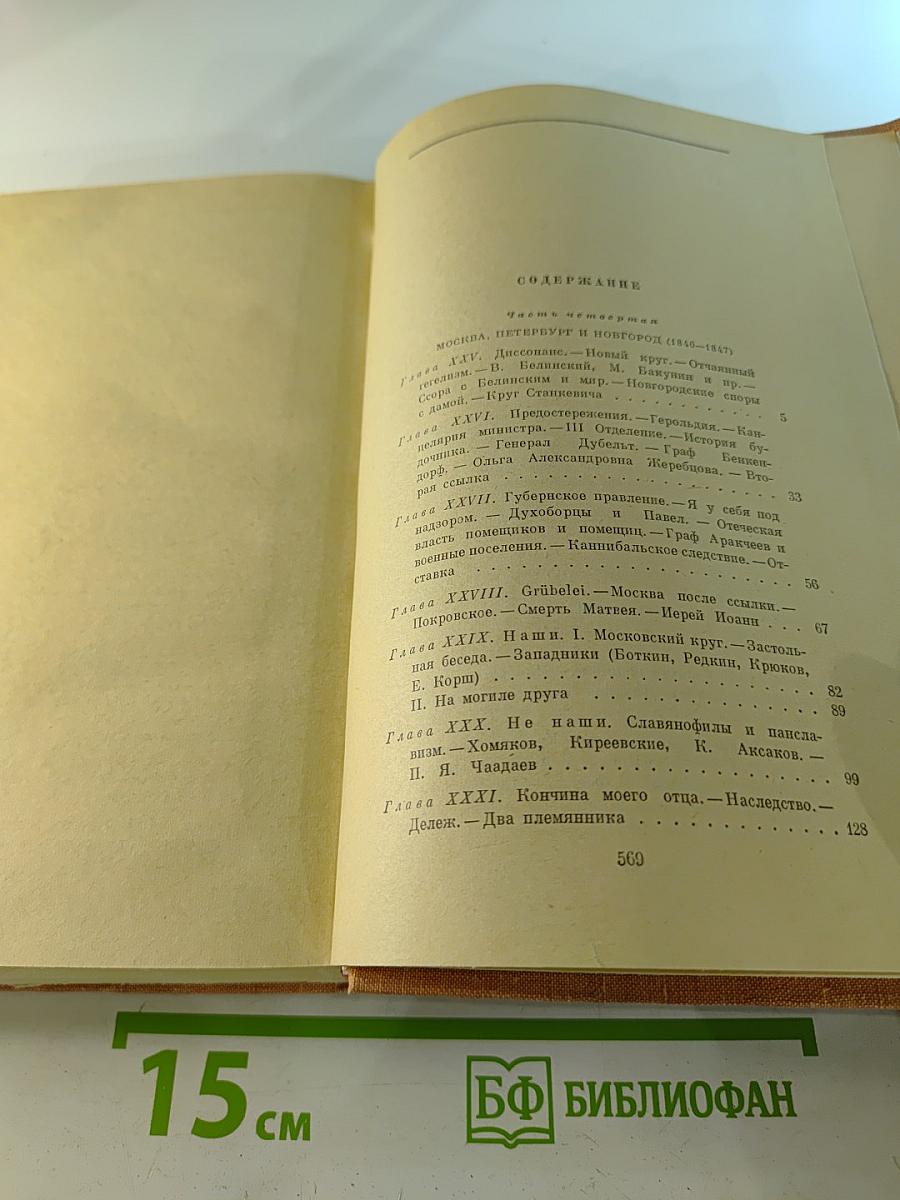 СОДЕРЖАНИЕ
Часть четвертая
МОСКВА, ПЕТЕРБУРГ И НОВГОРОД (1840—1847)
Глава XXV. Диссонанс. — Новый круг. — Отчаянный
гегелизм. — В. Белинский, М. Бакунин и пр. —
Ссора с Белинским и мир. — Новгородские споры
с дамой. — Круг Станкевича . . . . . . . . . . . 5
Глава XXVI. Предостережения. — Герольдия. — Кан-
целярия министра. — III Отделение. — История бу-
дочника. — Генерал Дубельт. — Граф Бенкен-
дорф. — Ольга Александровна Жеребцова. — Вто-
рая ссылка . . . . . . . . . . . . . . . . . . . 33
Глава XXVII. Губернское правление. — Я у себя под
надзором. — Духоборцы и Павел. — Отеческая
власть помещиков и помещиц. — Граф Аракчеев и
военные поселения. — Каннибальское следствие. — От-
ставка . . . . . . . . . . . . . . . . . . . . . 56
Глава XXVIII. Grübelei. — Москва после ссылки. —
Покровское. — Смерть Матвея. — Иерей Иоанн . . . 67
Глава XXIX. Наши. I. Московский круг. — Застоль-
ная беседа. — Западники (Боткин, Редкин, Крюков,
Е. Корш) . . . . . . . . . . . . . . . . . . . . 82
II. На могиле друга . . . . . . . . . . . . . . 89
Глава XXX. Не наши. Славянофилы и пансла-
визм. — Хомяков, Киреевские, К. Аксаков. —
П. Я. Чаадаев . . . . . . . . . . . . . . . . . 99
Глава XXXI. Кончина моего отца. — Наследство. —
Дележ. — Два племянника . . . . . . . . . . . . . 128
569
15 см
БФ БИБЛИОФАН